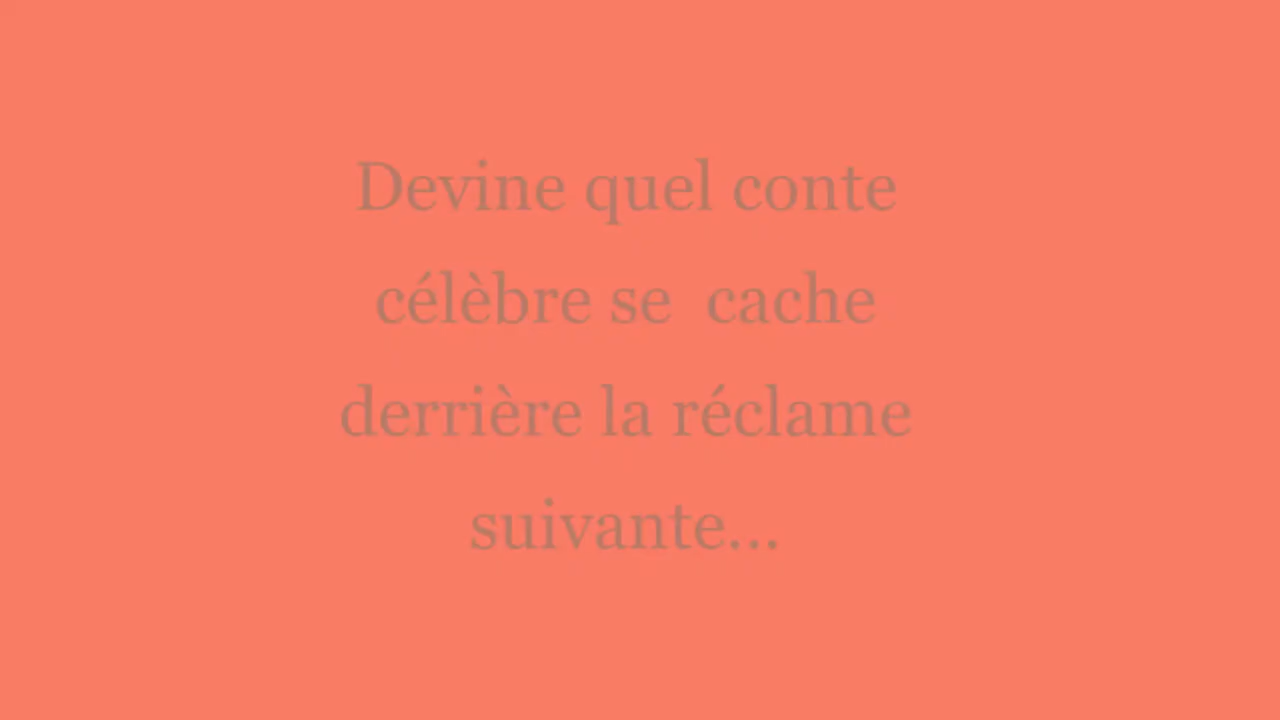 Devine quel conte
célèbre se  cache
derrière la réclame
suivante...